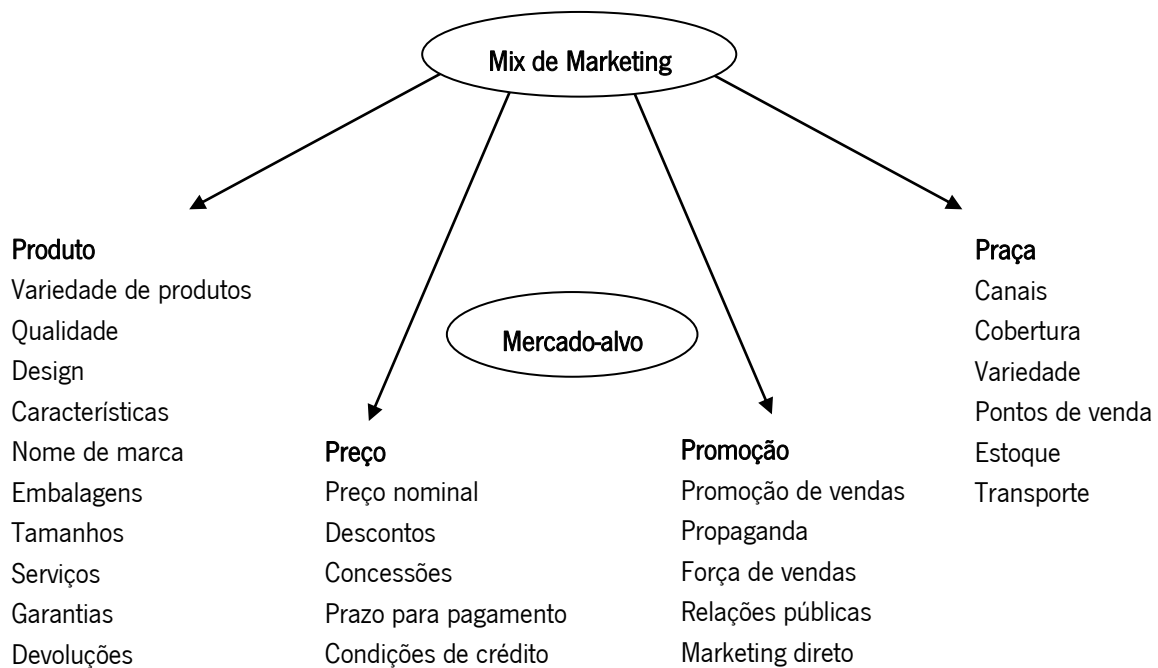 Mix de Marketing
Produto
Variedade de produtos
Qualidade
Design
Características
Nome de marca
Embalagens
Tamanhos
Serviços
Garantias
Devoluções
Mercado-alvo
Preço
Preço nominal
Descontos
Concessões
Prazo para pagamento
Condições de crédito
Promoção
Promoção de vendas
Propaganda
Força de vendas
Relações públicas
Marketing direto
Praça
Canais
Cobertura
Variedade
Pontos de venda
Estoque
Transporte